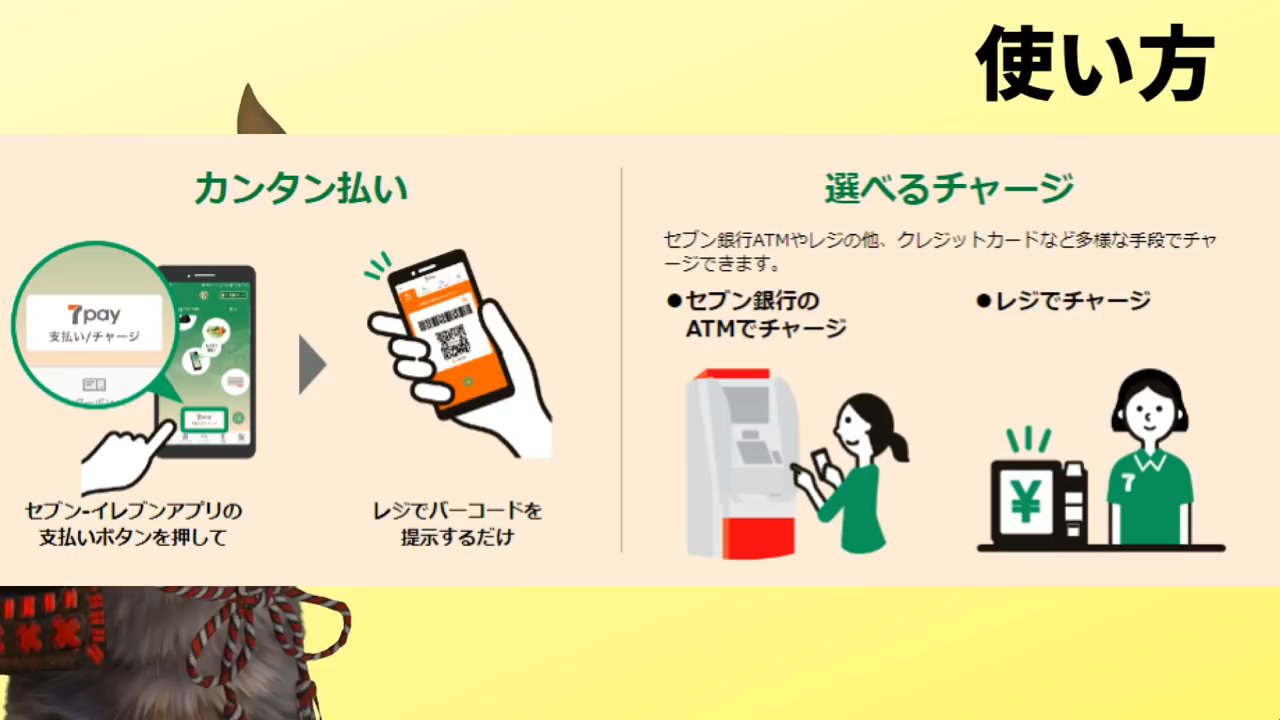 使い方
カンタン払い
7pay
支払い/チャージ
セブン-イレブンアプリの
支払いボタンを押して
レジでバーコードを
提示するだけ
選べるチャージ
セブン銀行ATMやレジの他、クレジットカードなど多様な手段でチャ
ージできます。
●セブン銀行の
ATMでチャージ
●レジでチャージ
¥
7